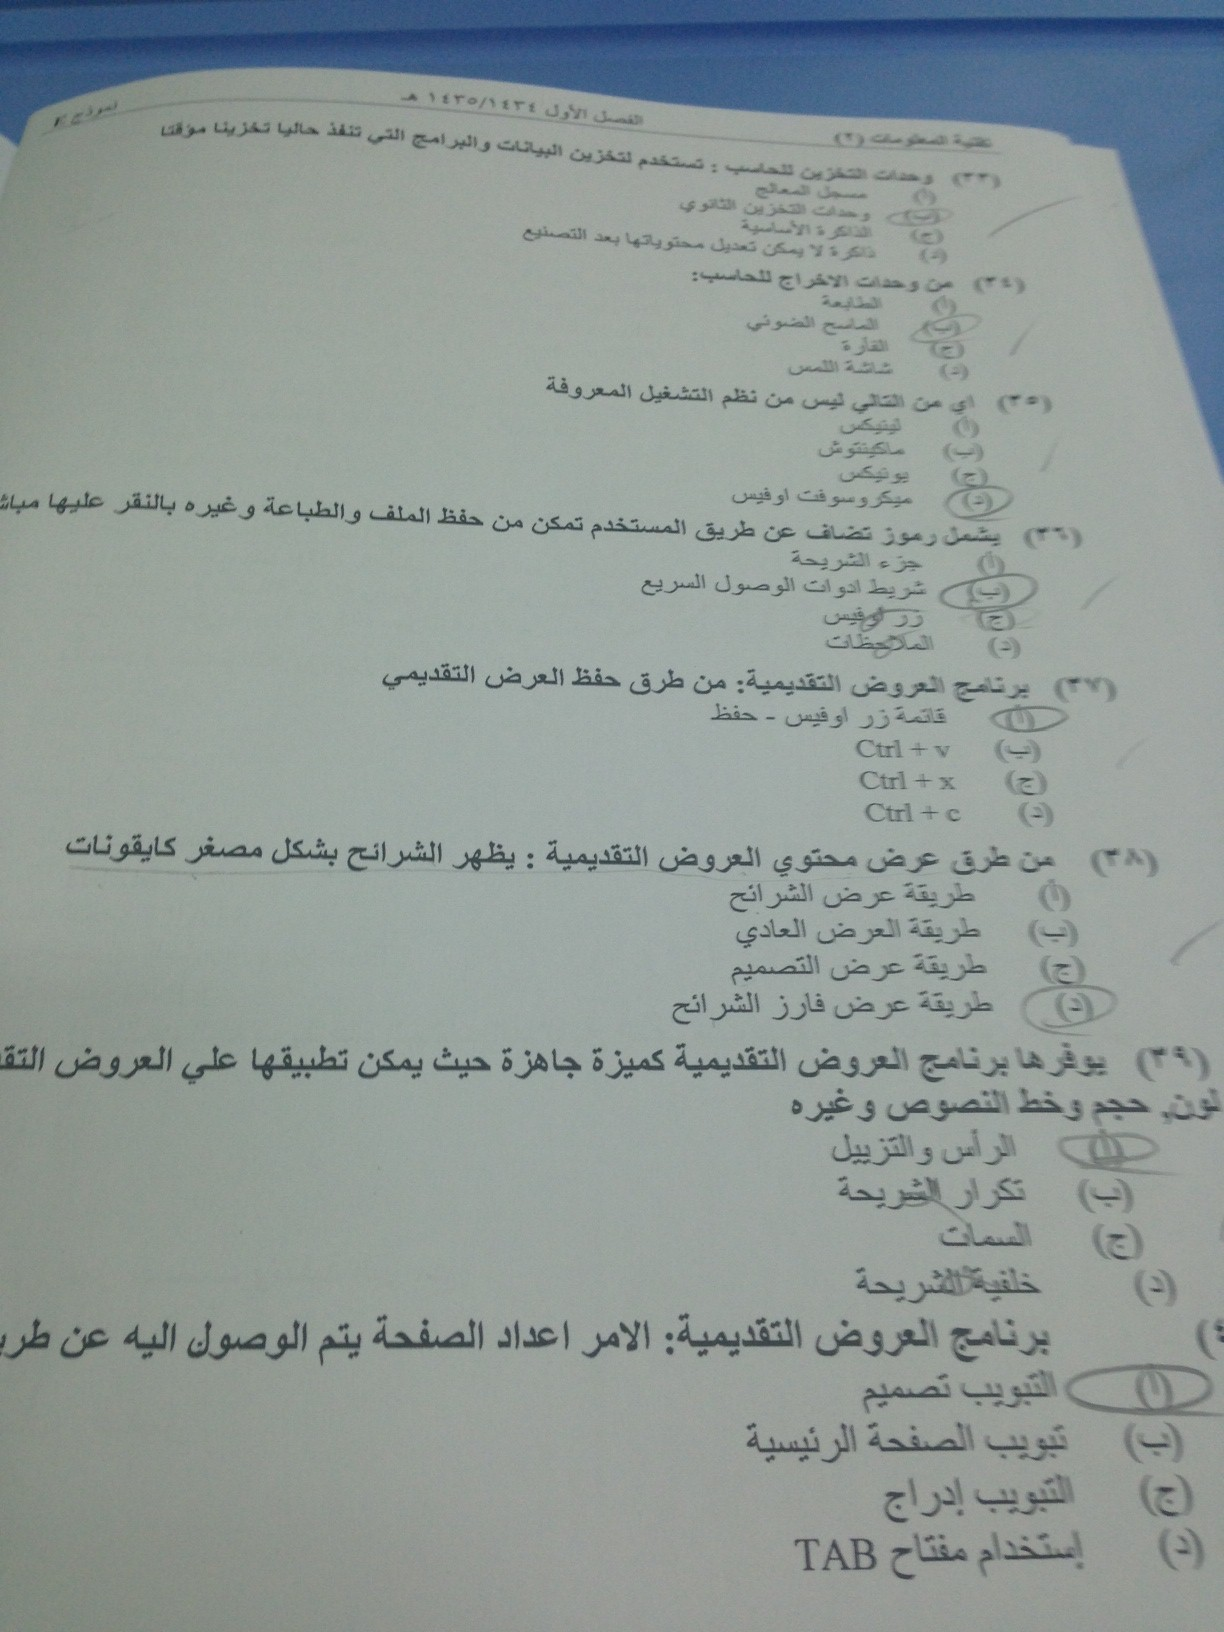 تقنية المعلومات (٢) الفصل الأول ١٤٣٥/١٤٣٤ هـ نموذج F
(٣٣) وحدات التخزين للحاسب : تستخدم لتخزين البيانات والبرامج التي تنفذ حاليا تخزينا مؤقتا
(أ) مسجل المعالج
(ب) وحدات التخزين الثانوي
(ج) الذاكرة الأساسية
(د) ذاكرة لا يمكن تعديل محتوياتها بعد التصنيع
(٣٤) من وحدات الاخراج للحاسب:
(أ) الطابعة
(ب) الماسح الضوئي
(ج) الفأرة
(د) شاشة اللمس
(٣٥) اي من التالي ليس من نظم التشغيل المعروفة
(أ) لينيكس
(ب) ماكينتوش
(ج) يونيكس
(د) ميكروسوفت اوفيس
(٣٦) يشمل رموز تضاف عن طريق المستخدم تمكن من حفظ الملف والطباعة وغيره بالنقر عليها
(أ) جزء الشريحة
(ب) شريط ادوات الوصول السريع
(ج) زر اوفيس
(د) الملاحظات
(٣٧) برنامج العروض التقديمية: من طرق حفظ العرض التقديمي
(أ) قائمة زر اوفيس - حفظ
(ب) Ctrl + v
(ج) Ctrl + x
(د) Ctrl + c
(٣٨) من طرق عرض محتوي العروض التقديمية : يظهر الشرائح بشكل مصغر كايقونات
(أ) طريقة عرض الشرائح
(ب) طريقة العرض العادي
(ج) طريقة عرض التصميم
(د) طريقة عرض فارز الشرائح
(٣٩) يوفرها برنامج العروض التقديمية كميزة جاهزة حيث يمكن تطبيقها علي العروض
لون, حجم وخط النصوص وغيره
(أ) الرأس والتزييل
(ب) تكرار الشريحة
(ج) السمات
(د) خلفية الشريحة
برنامج العروض التقديمية: الامر اعداد الصفحة يتم الوصول اليه عن
(أ) التبويب تصميم
(ب) تبويب الصفحة الرئيسية
(ج) التبويب إدراج
(د) إستخدام مفتاح TAB